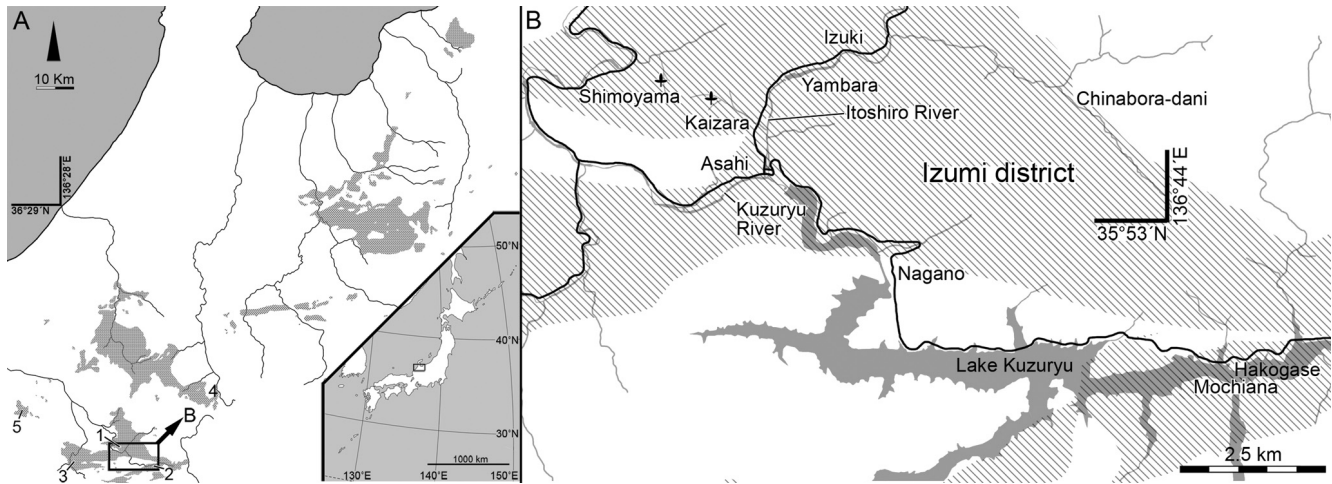 A
10 Km
136°28´E
36°29´N
50°N
40°N
30°N
130°E
140°E
150°E
1000 km
1
2
3
4
5
B
B
Izuki
Shimoyama
Yambara
Chinabora-dani
Kaizara
Itoshiro River
Asahi
Izumi district
136°44´E
35°53´N
Kuzuryu
River
Nagano
Lake Kuzuryu
Hakogase
Mochiana
2.5 km